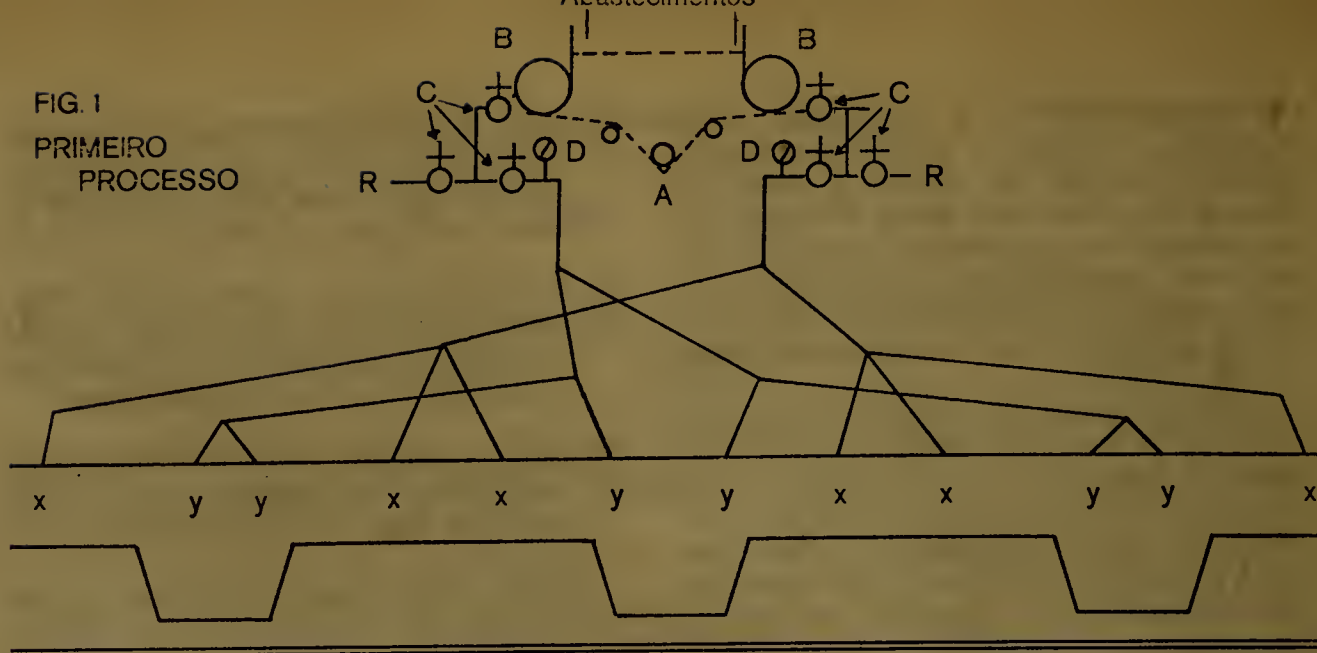 Abastecimentos
B B
FIG. 1
C C
PRIMEIRO
PROCESSO
D D
R R
A
x y y x x y y x x y y x